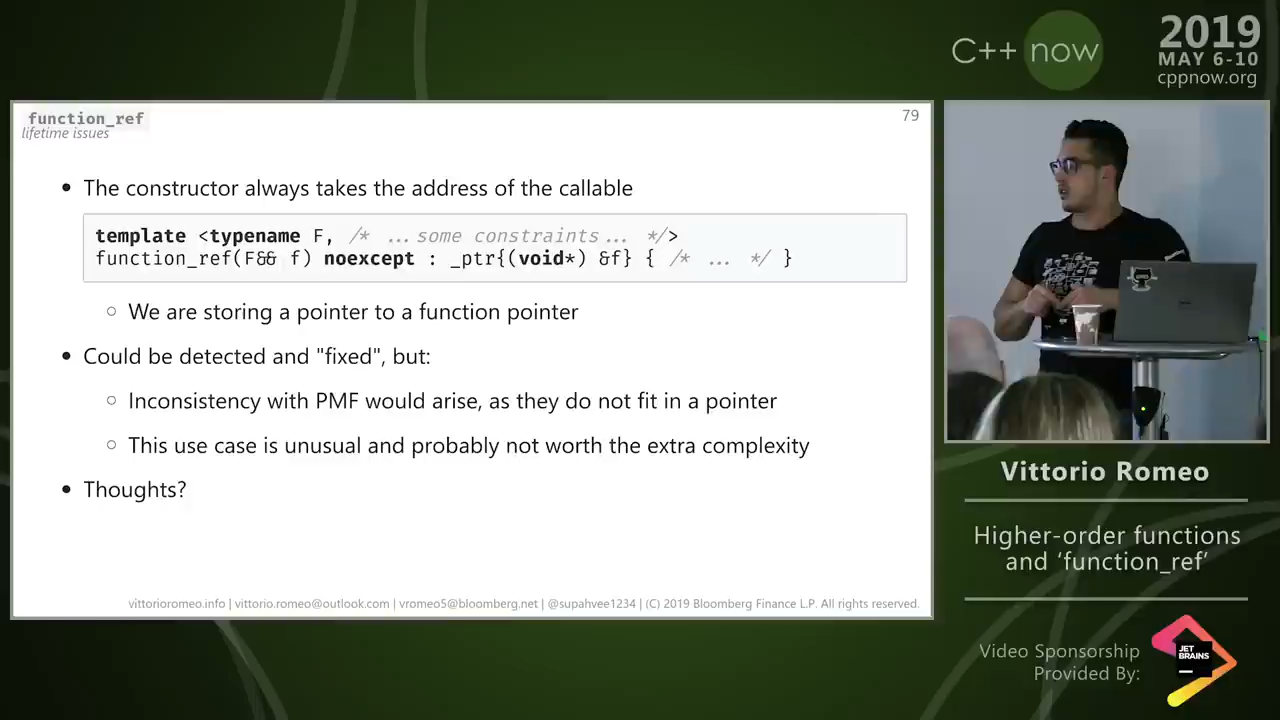 C++ now
2019
MAY 6-10
cppnow.org
function_ref
lifetime issues
79
• The constructor always takes the address of the callable
template <typename F, /* ...some constraints... */>
function_ref(F&& f) noexcept : _ptr{(void*) &f} { /* ... */ }
○ We are storing a pointer to a function pointer
• Could be detected and "fixed", but:
○ Inconsistency with PMF would arise, as they do not fit in a pointer
○ This use case is unusual and probably not worth the extra complexity
• Thoughts?
vittorioromeo.info | vittorio.romeo@outlook.com | vromeo5@bloomberg.net | @supahvee1234 | (C) 2019 Bloomberg Finance L.P. All rights reserved.
Vittorio Romeo
Higher-order functions
and ‘function_ref’
Video Sponsorship
Provided By:
JET
BRAINS